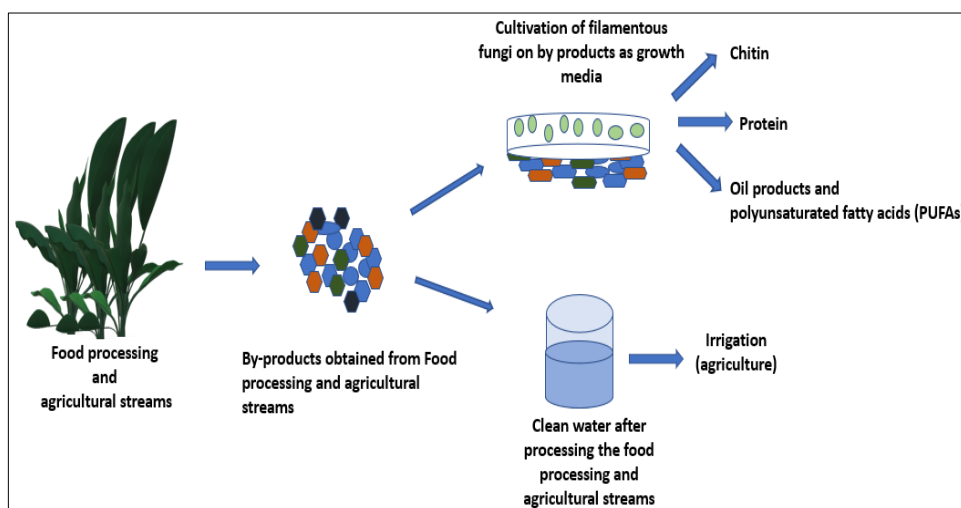 Food processing
and
agricultural streams
By-products obtained from Food
processing and agricultural
streams
Cultivation of filamentous
fungi on by products as growth
media
Chitin
Protein
Oil products and
polyunsaturated fatty acids (PUFAs)
Clean water after
processing the food
processing and
agricultural streams
Irrigation
(agriculture)